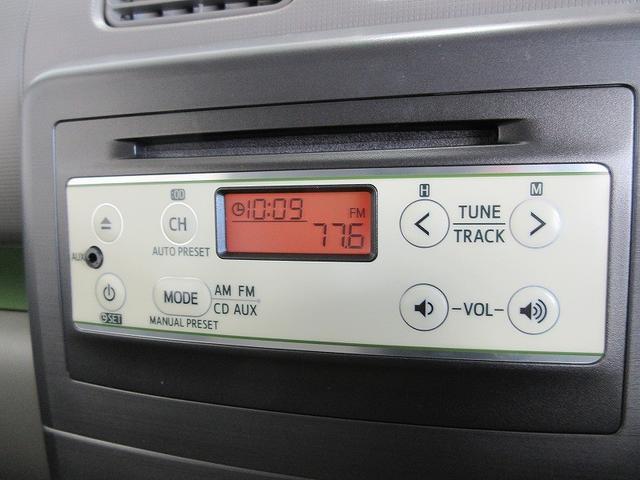 :00
CH
AUTO PRESET
AUX
SET
MODE
AM FM
CD AUX
MANUAL PRESET
10:09
FM
77.6
H
M
<
TUNE
TRACK
>
-VOL-